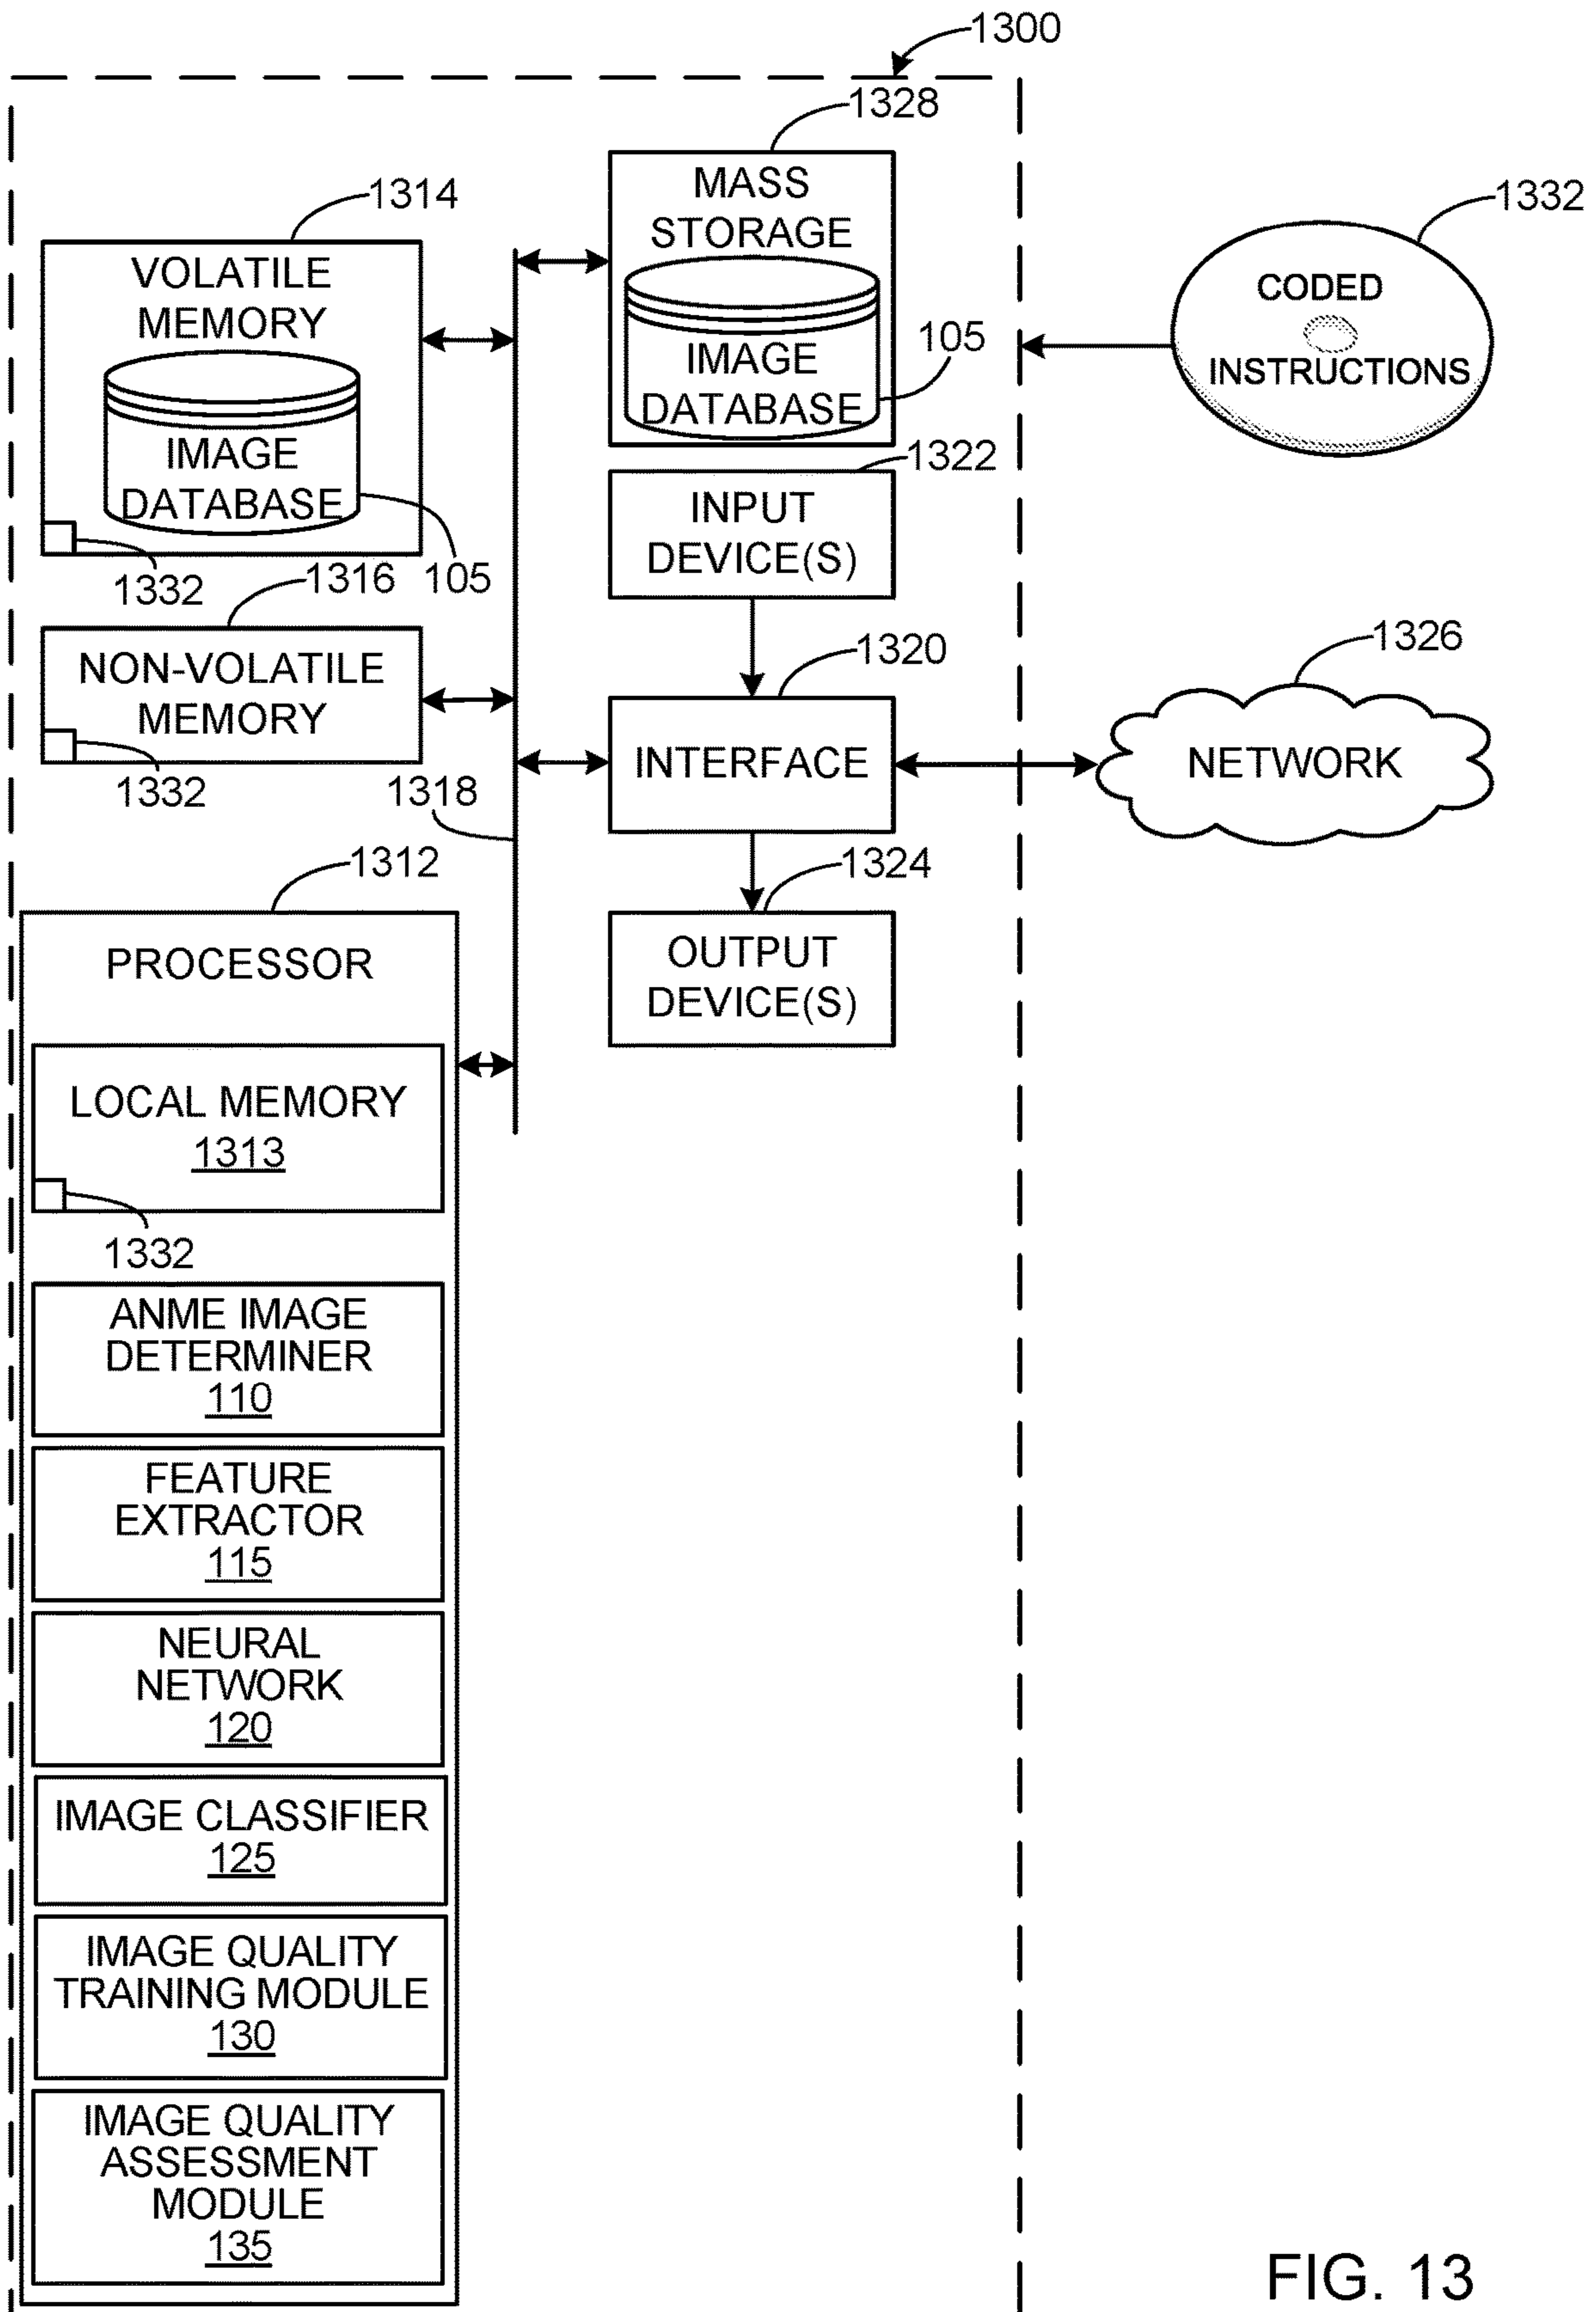 1300
1328
MASS
STORAGE
IMAGE
DATABASE
105
1314
VOLATILE
MEMORY
IMAGE
DATABASE
1332
105
1332
CODED
INSTRUCTIONS
1322
INPUT
DEVICE(S)
1316
NON-VOLATILE
MEMORY
1332
1318
1320
INTERFACE
1326
NETWORK
1324
OUTPUT
DEVICE(S)
1312
PROCESSOR
LOCAL MEMORY
1313
1332
ANME IMAGE
DETERMINER
110
FEATURE
EXTRACTOR
115
NEURAL
NETWORK
120
IMAGE CLASSIFIER
125
IMAGE QUALITY
TRAINING MODULE
130
IMAGE QUALITY
ASSESSMENT
MODULE
135
FIG. 13